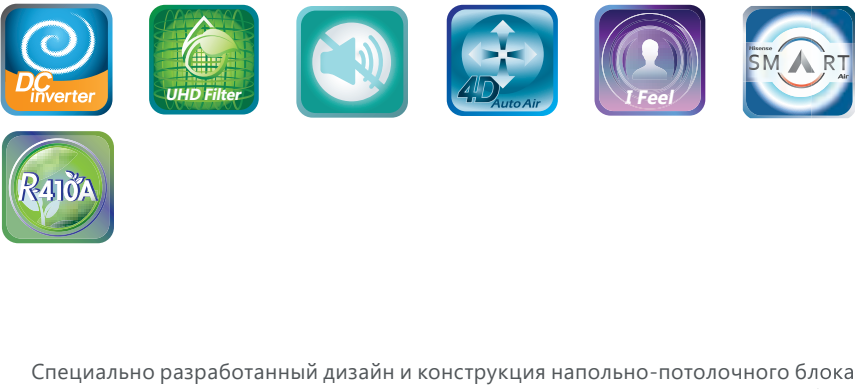 DC
inverter
UHD Filter
4D
Auto Air
I Feel
Hisense
SMART
Air
R410A
Специально разработанный дизайн и конструкция напольно-потолочного блока